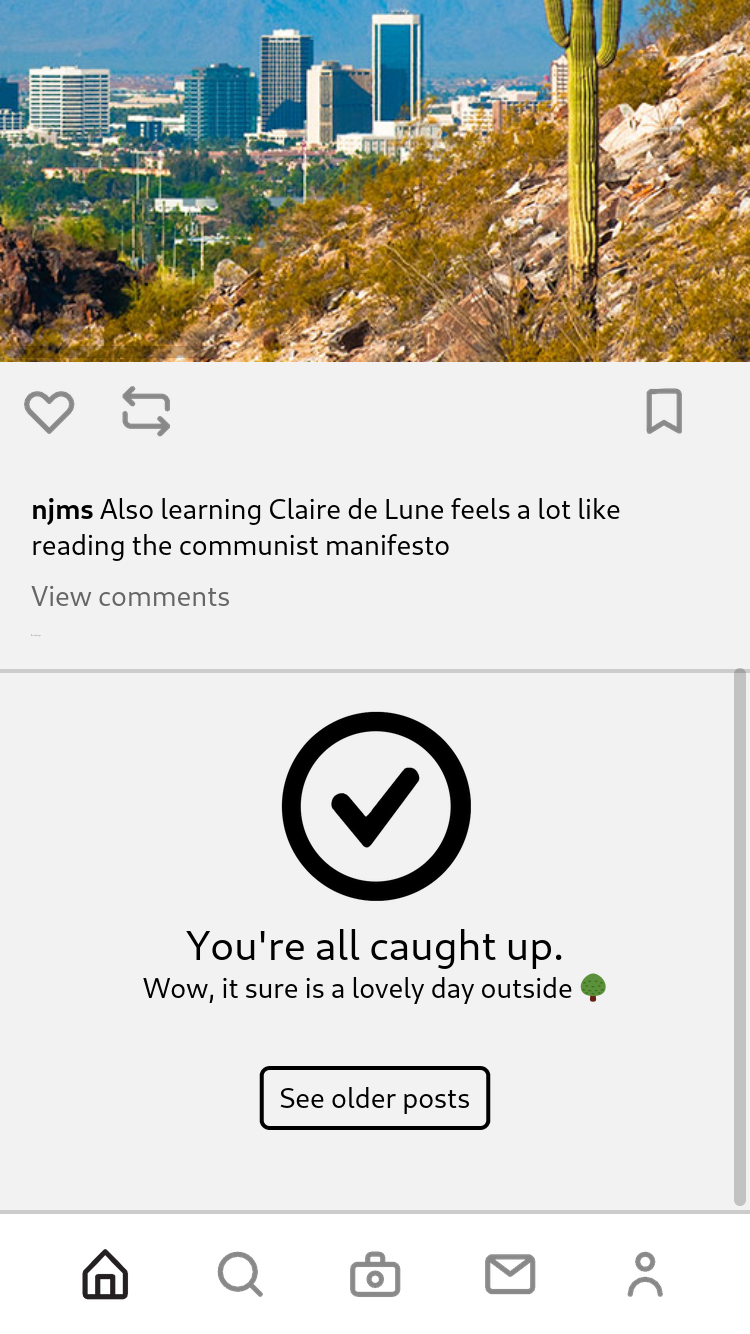 njms Also learning Claire de Lune feels a lot like
reading the communist manifesto
View comments
You're all caught up.
Wow, it sure is a lovely day outside 🌳
See older posts